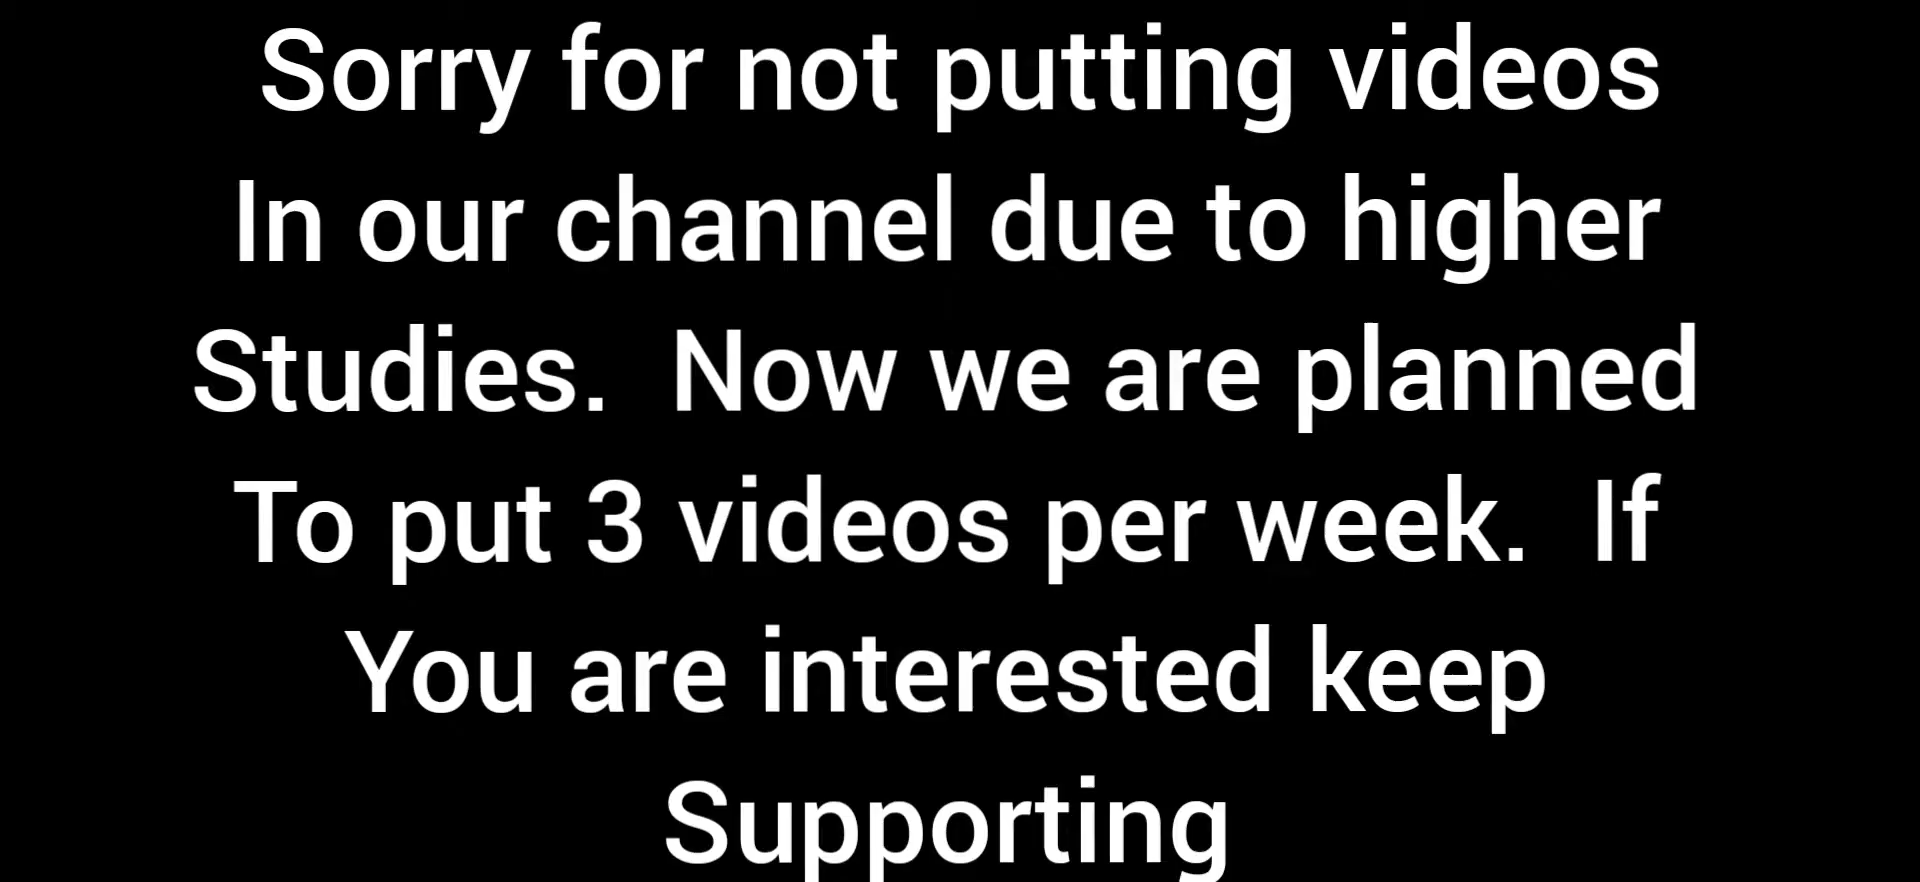 Sorry for not putting videos
In our channel due to higher
Studies.  Now we are planned
To put 3 videos per week.  If
You are interested keep
Supporting